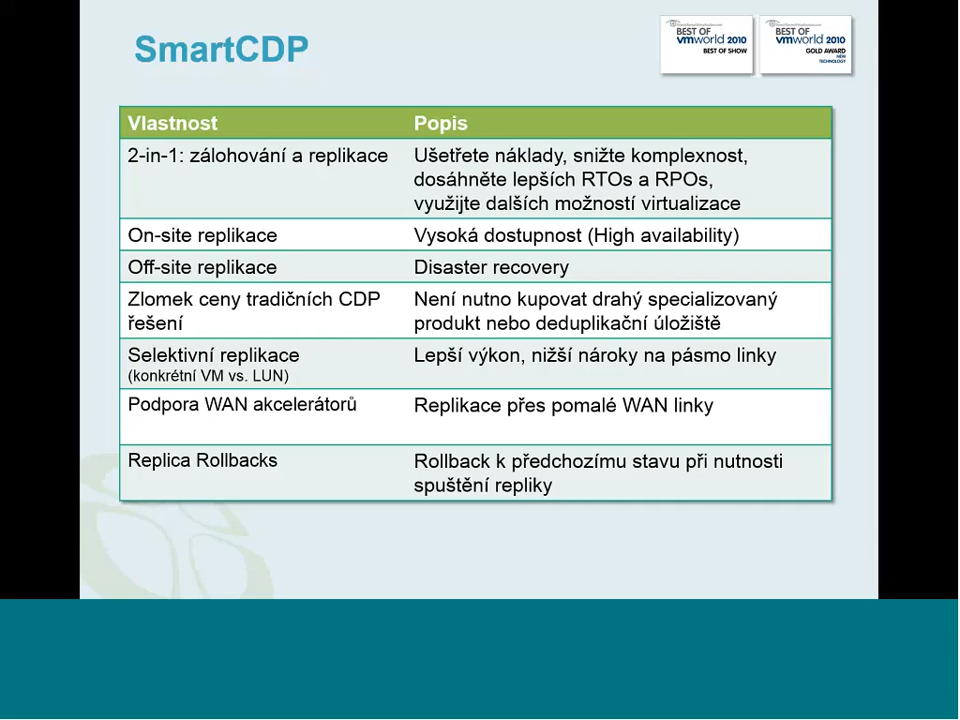 SmartCDP
BEST OF
vmworld 2010
BEST OF SHOW
BEST OF
vmworld 2010
GOLD AWARD
NEW
TECHNOLOGY
Vlastnost
Popis
2-in-1: zálohování a replikace
Ušetřete náklady, snižte komplexnost,
dosáhněte lepších RTOs a RPOs,
využijte dalších možností virtualizace
On-site replikace
Vysoká dostupnost (High availability)
Off-site replikace
Disaster recovery
Zlomek ceny tradičních CDP
řešení
Není nutno kupovat drahý specializovaný
produkt nebo deduplikační úložiště
Selektivní replikace
(konkrétní VM vs. LUN)
Lepší výkon, nižší nároky na pásmo linky
Podpora WAN akcelerátorů
Replikace přes pomalé WAN linky
Replica Rollbacks
Rollback k předchozímu stavu při nutnosti
spuštění repliky